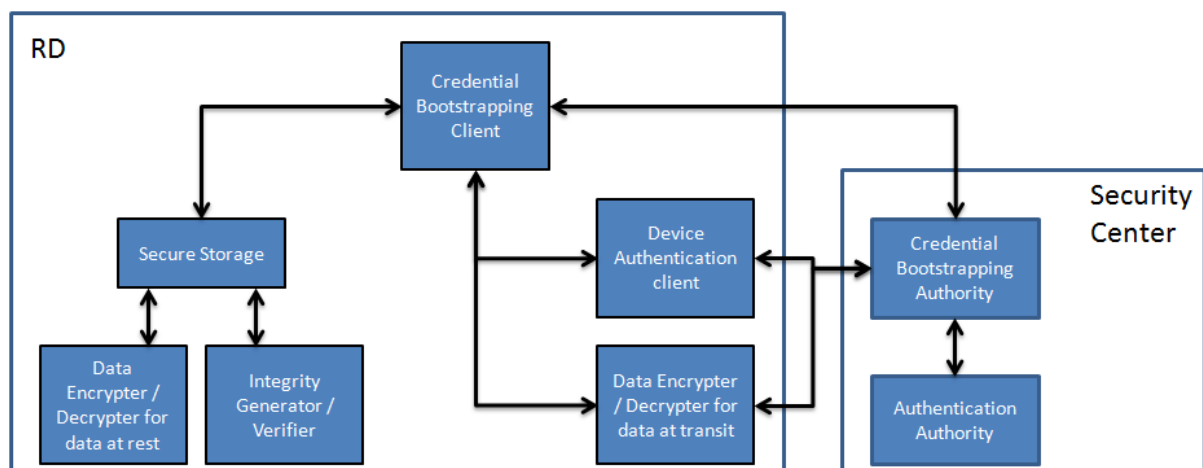 RD
Credential
Bootstrapping
Client
Security
Center
Secure Storage
Device
Authentication
client
Credential
Bootstrapping
Authority
Data
Encrypter /
Decrypter for
data at rest
Integrity
Generator /
Verifier
Data Encrypter
/ Decrypter for
data at transit
Authentication
Authority